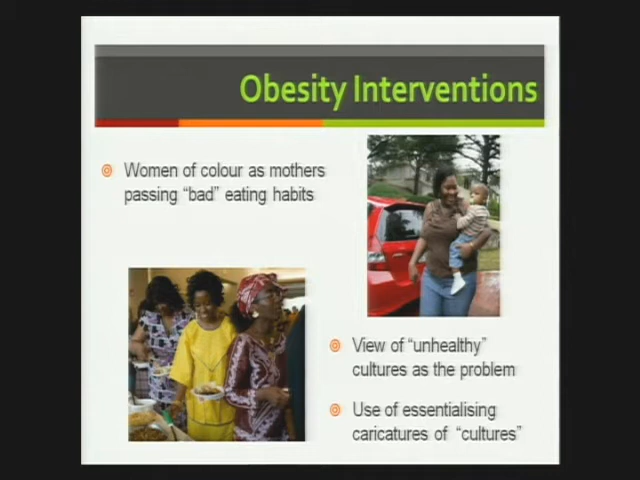 Obesity Interventions
Women of colour as mothers
passing “bad” eating habits
View of “unhealthy”
cultures as the problem
Use of essentialising
caricatures of “cultures”